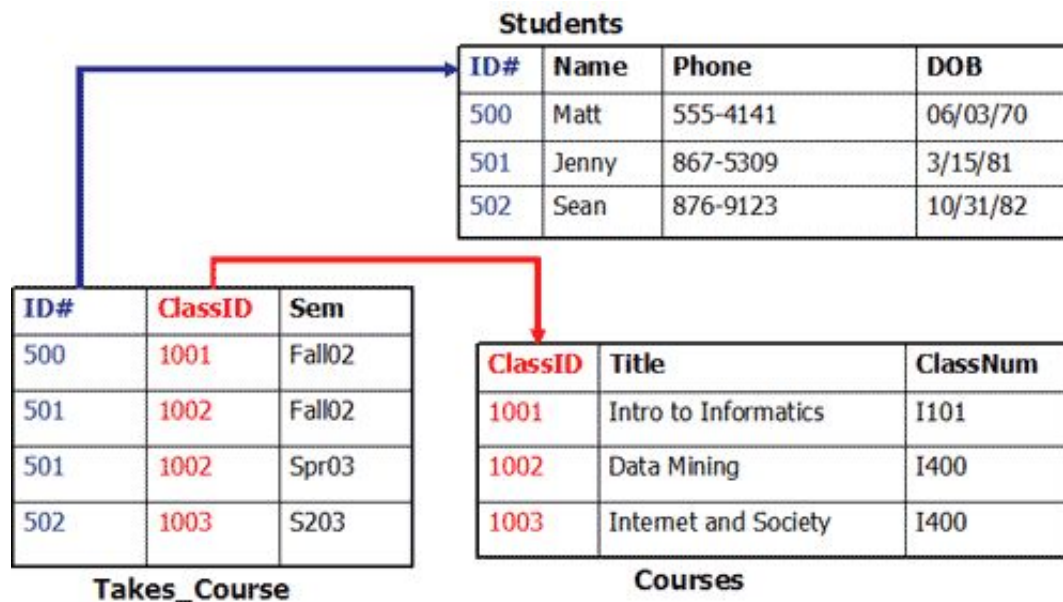 Students
ID# Name Phone DOB
500 Matt 555-4141 06/03/70
501 Jenny 867-5309 3/15/81
502 Sean 876-9123 10/31/82
ID# ClassID Sem
500 1001 Fall02
501 1002 Fall02
501 1002 Spr03
502 1003 S203
Takes_Course
ClassID Title ClassNum
1001 Intro to Informatics I101
1002 Data Mining I400
1003 Internet and Society I400
Courses